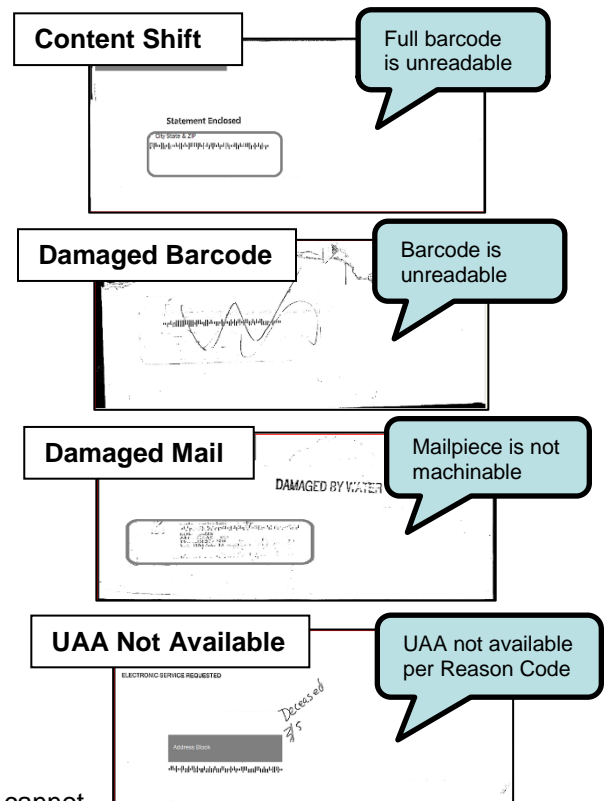 Content Shift
Full barcode
is unreadable
Statement Enclosed
City State & ZIP
Damaged Barcode
Barcode is
unreadable
Damaged Mail
Mailpiece is not
machinable
DAMAGED BY WATER
UAA Not Available
UAA not available
per Reason Code
ELECTRONIC SERVICE REQUESTED
Deceased
Address Block
cannot